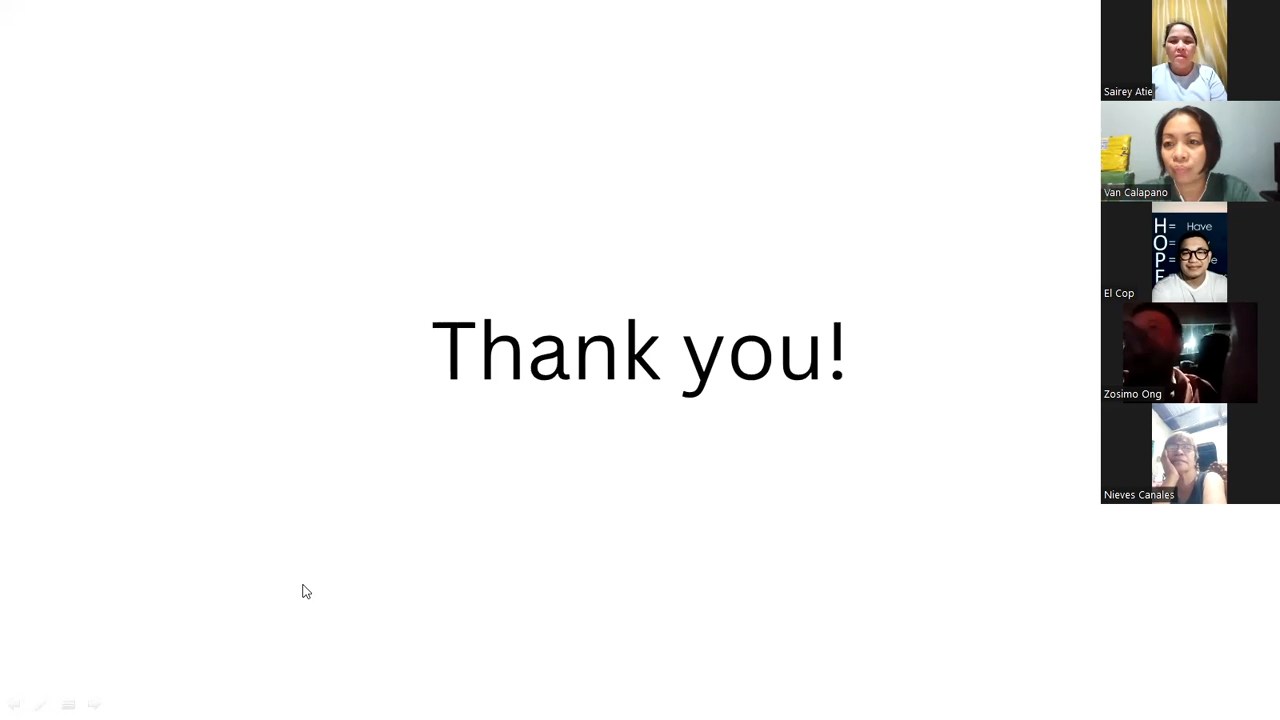 Thank you!
Sairey Atie
Van Calapano
H= Have
O=
P=
El Cop
Zosimo Ong
Nieves Canales